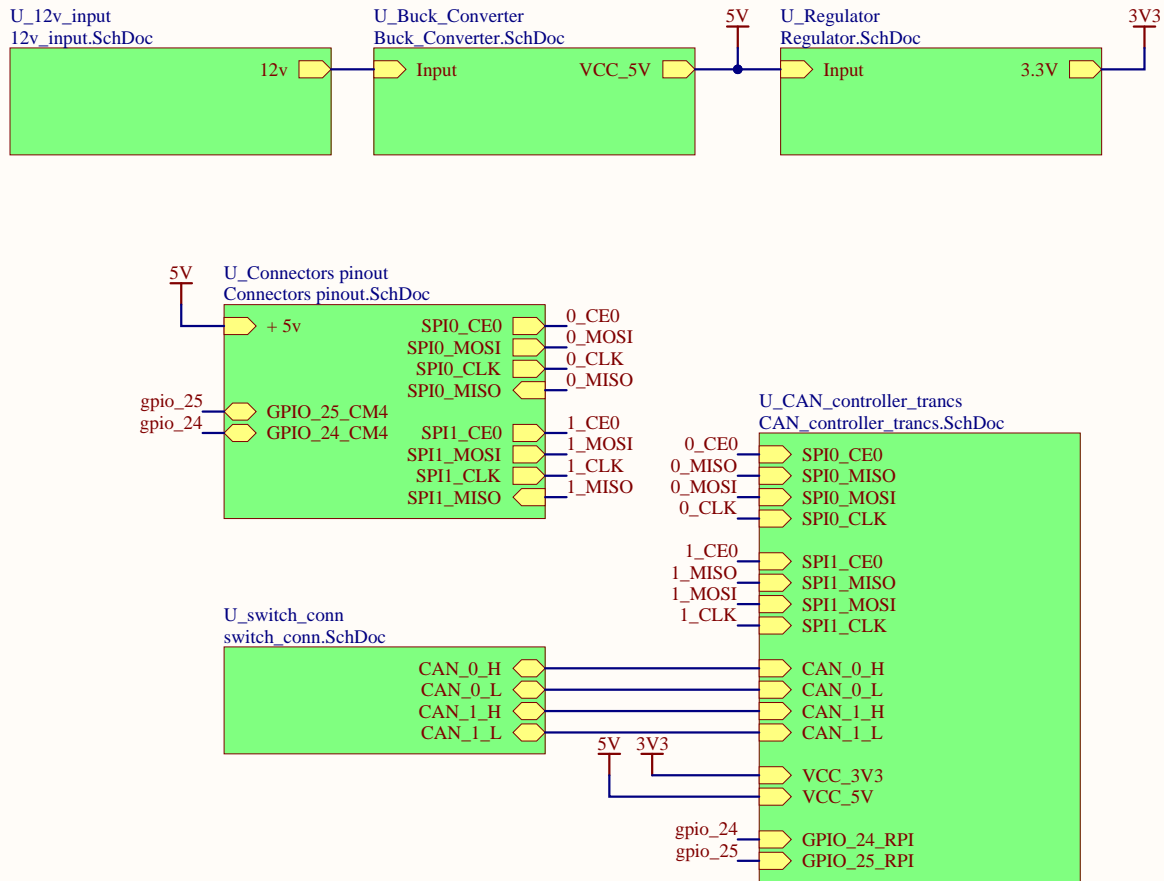 U_12v_input
12v_input.SchDoc
12v
U_Buck_Converter
Buck_Converter.SchDoc
Input
VCC_5V
5V
U_Regulator
Regulator.SchDoc
Input
3.3V
3V3
5V
U_Connectors pinout
Connectors pinout.SchDoc
+ 5v
GPIO_25_CM4
GPIO_24_CM4
gpio_25
gpio_24
SPI0_CE0
SPI0_MOSI
SPI0_CLK
SPI0_MISO
SPI1_CE0
SPI1_MOSI
SPI1_CLK
SPI1_MISO
0_CE0
0_MOSI
0_CLK
0_MISO
1_CE0
1_MOSI
1_CLK
1_MISO
U_switch_conn
switch_conn.SchDoc
CAN_0_H
CAN_0_L
CAN_1_H
CAN_1_L
5V
3V3
U_CAN_controller_trancs
CAN_controller_trancs.SchDoc
0_CE0
0_MISO
0_MOSI
0_CLK
1_CE0
1_MISO
1_MOSI
1_CLK
gpio_24
gpio_25
SPI0_CE0
SPI0_MISO
SPI0_MOSI
SPI0_CLK
SPI1_CE0
SPI1_MISO
SPI1_MOSI
SPI1_CLK
CAN_0_H
CAN_0_L
CAN_1_H
CAN_1_L
VCC_3V3
VCC_5V
GPIO_24_RPI
GPIO_25_RPI